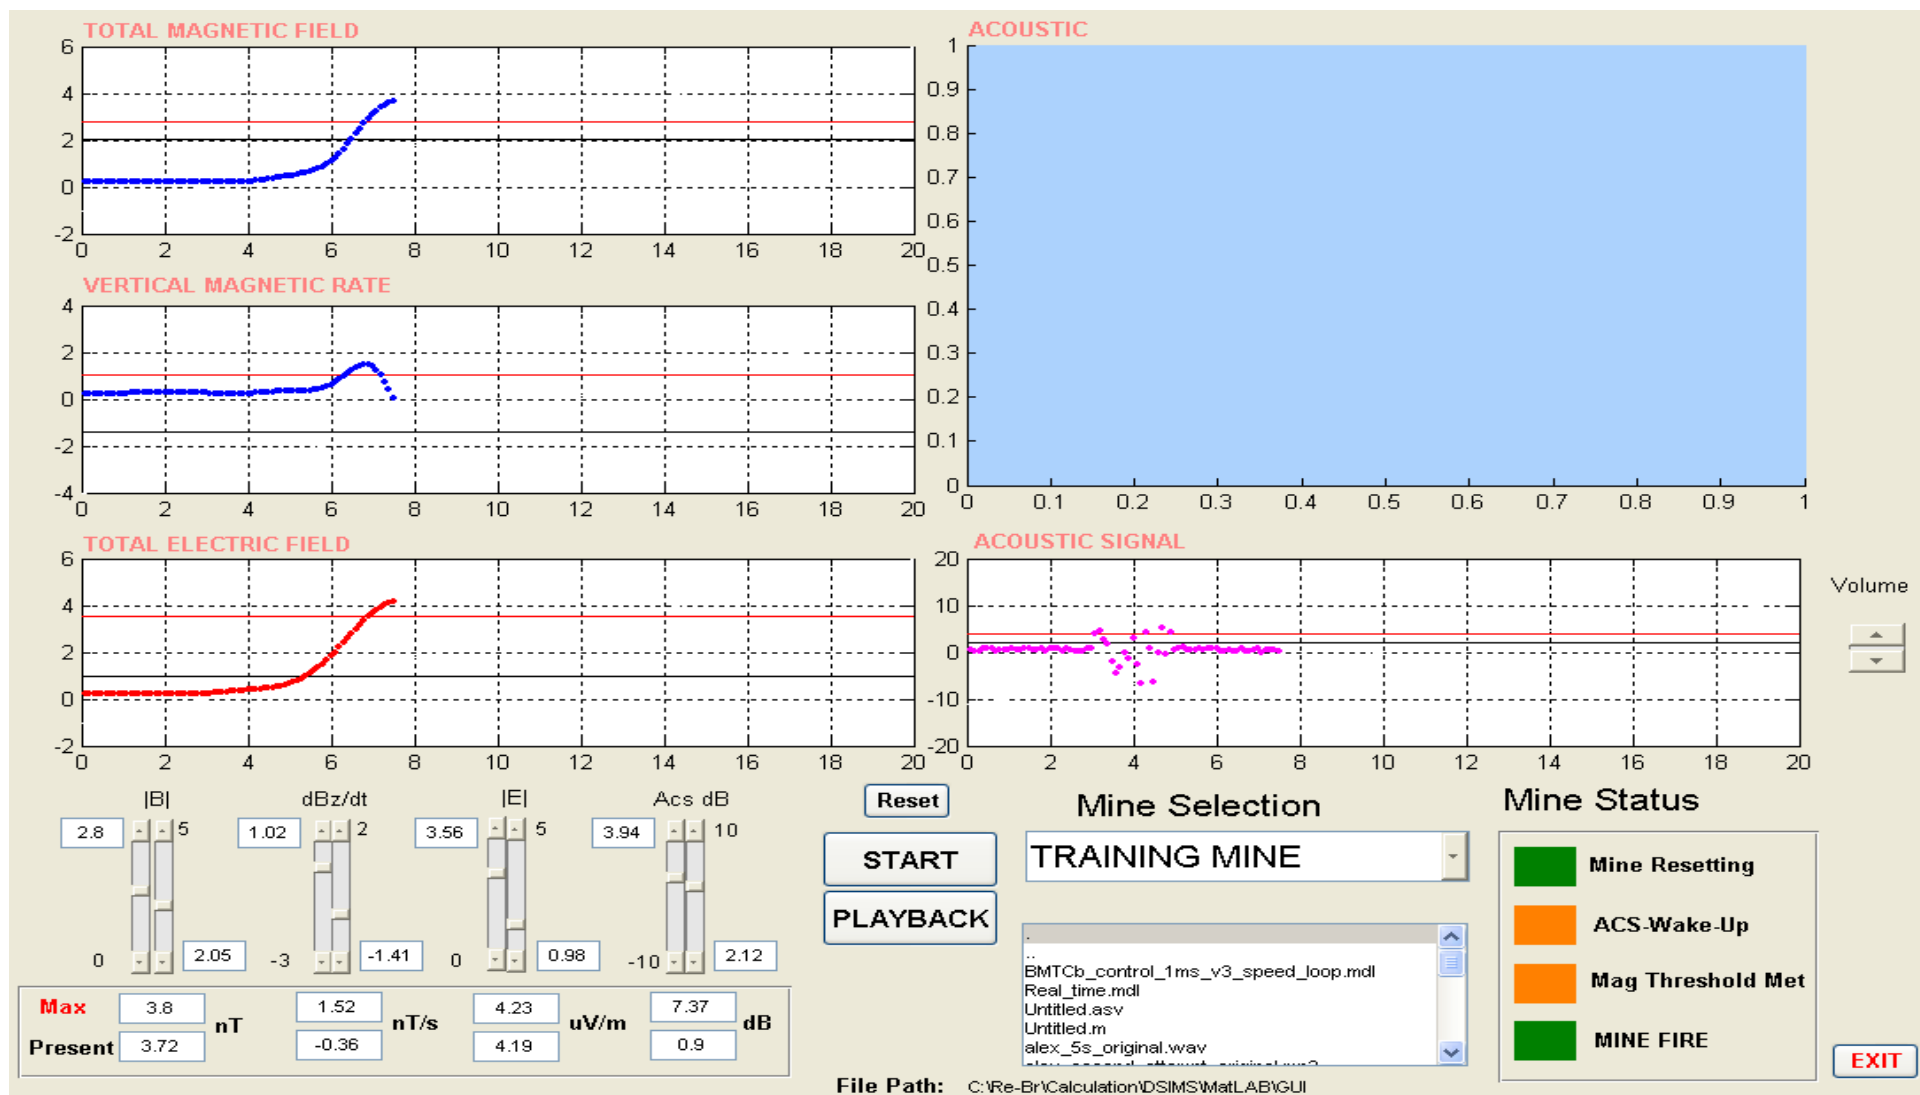 TOTAL MAGNETIC FIELD
6
4
2
0
-2
0 2 4 6 8 10 12 14 16 18 20
VERTICAL MAGNETIC RATE
4
2
0
-2
-4
0 2 4 6 8 10 12 14 16 18 20
TOTAL ELECTRIC FIELD
6
4
2
0
-2
0 2 4 6 8 10 12 14 16 18 20
ACOUSTIC
1
0.9
0.8
0.7
0.6
0.5
0.4
0.3
0.2
0.1
0
0 0.1 0.2 0.3 0.4 0.5 0.6 0.7 0.8 0.9 1
ACOUSTIC SIGNAL
20
10
0
-10
-20
0 2 4 6 8 10 12 14 16 18 20
Volume
|B| dBz/dt |E| Acs dB
2.8 5 1.02 2 3.56 5 3.94 10
0 2.05 -3 -1.41 0 0.98 -10 2.12
Max 3.8 nT 1.52 nT/s 4.23 uV/m 7.37 dB
Present 3.72 -0.36 4.19 0.9
Reset
START
PLAYBACK
Mine Selection
TRAINING MINE
.
..
BMTCb_control_1ms_v3_speed_loop.mdl
Real_time.mdl
Untitled.asv
Untitled.m
alex_5s_original.wav
File Path: C:\Re-Br\Calculation\DSIMS\MatLAB\GUI
Mine Status
Mine Resetting
ACS-Wake-Up
Mag Threshold Met
MINE FIRE
EXIT